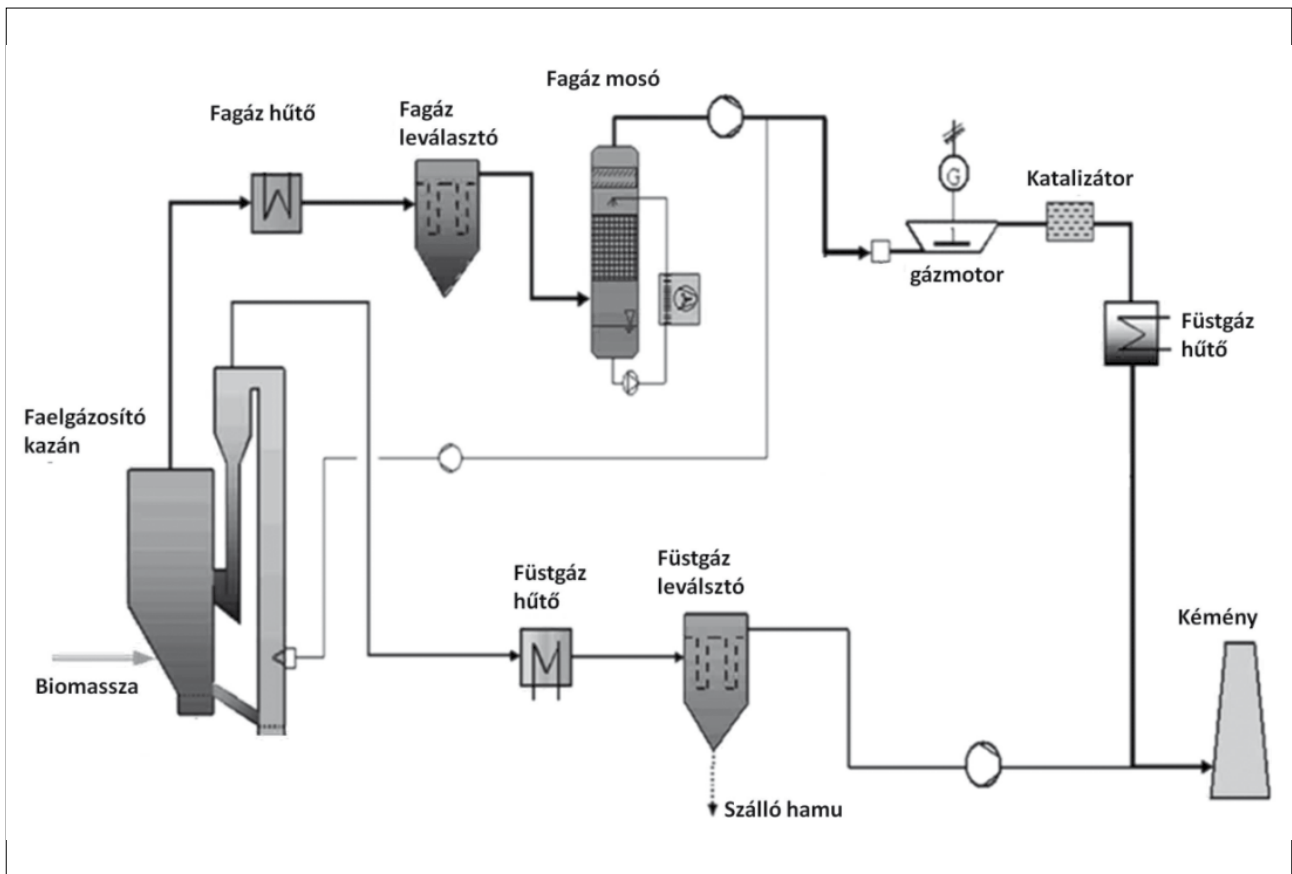 Fagáz mosó
Fagáz hűtő
Fagáz
leválasztó
G
Katalizátor
gázmotor
Füstgáz
hűtő
Faelgázosító
kazán
Füstgáz
hűtő
Füstgáz
leválsztó
Kémény
Biomassza
Szálló hamu